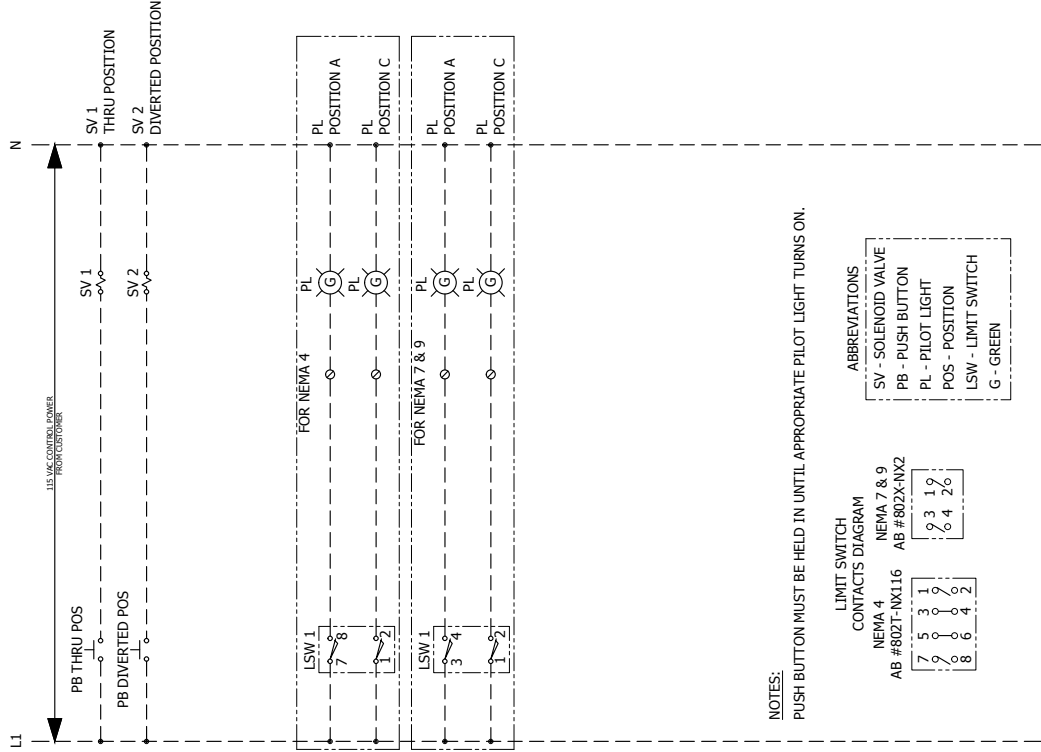 L1
N
115 VAC CONTROL POWER
FROM CUSTOMER
PB THRU POS
SV 1
SV 1
THRU POSITION
PB DIVERTED POS
SV 2
SV 2
DIVERTED POSITION
FOR NEMA 4
LSW 1
7 8
PL
G
PL
POSITION A
1 2
PL
G
PL
POSITION C
FOR NEMA 7 & 9
LSW 1
3 4
PL
G
PL
POSITION A
1 2
PL
G
PL
POSITION C
NOTES:
PUSH BUTTON MUST BE HELD IN UNTIL APPROPRIATE PILOT LIGHT TURNS ON.
LIMIT SWITCH
CONTACTS DIAGRAM
NEMA 4
AB #802T-NX116
7 5 3 1
8 6 4 2
NEMA 7 & 9
AB #802X-NX2
3 1
4 2
ABBREVIATIONS
SV - SOLENOID VALVE
PB - PUSH BUTTON
PL - PILOT LIGHT
POS - POSITION
LSW - LIMIT SWITCH
G - GREEN